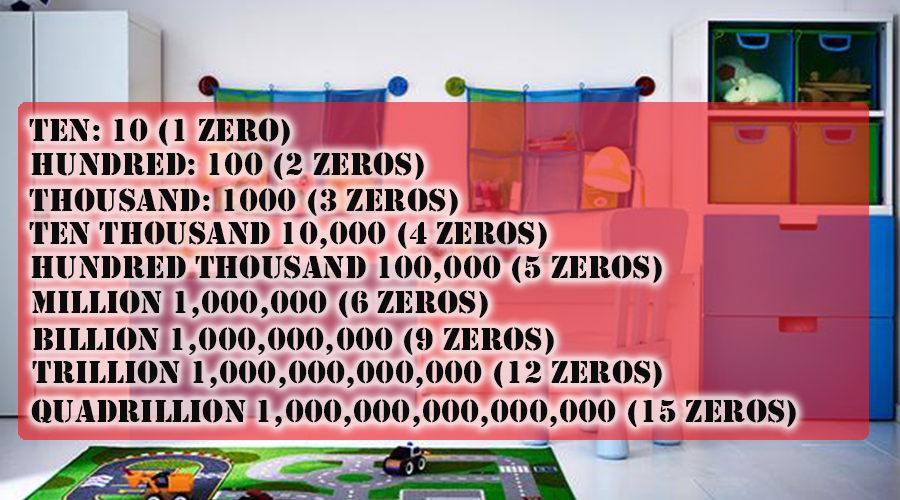 TEN: 10 (1 ZERO)
HUNDRED: 100 (2 ZEROS)
THOUSAND: 1000 (3 ZEROS)
TEN THOUSAND 10,000 (4 ZEROS)
HUNDRED THOUSAND 100,000 (5 ZEROS)
MILLION 1,000,000 (6 ZEROS)
BILLION 1,000,000,000 (9 ZEROS)
TRILLION 1,000,000,000,000 (12 ZEROS)
QUADRILLION 1,000,000,000,000,000 (15 ZEROS)